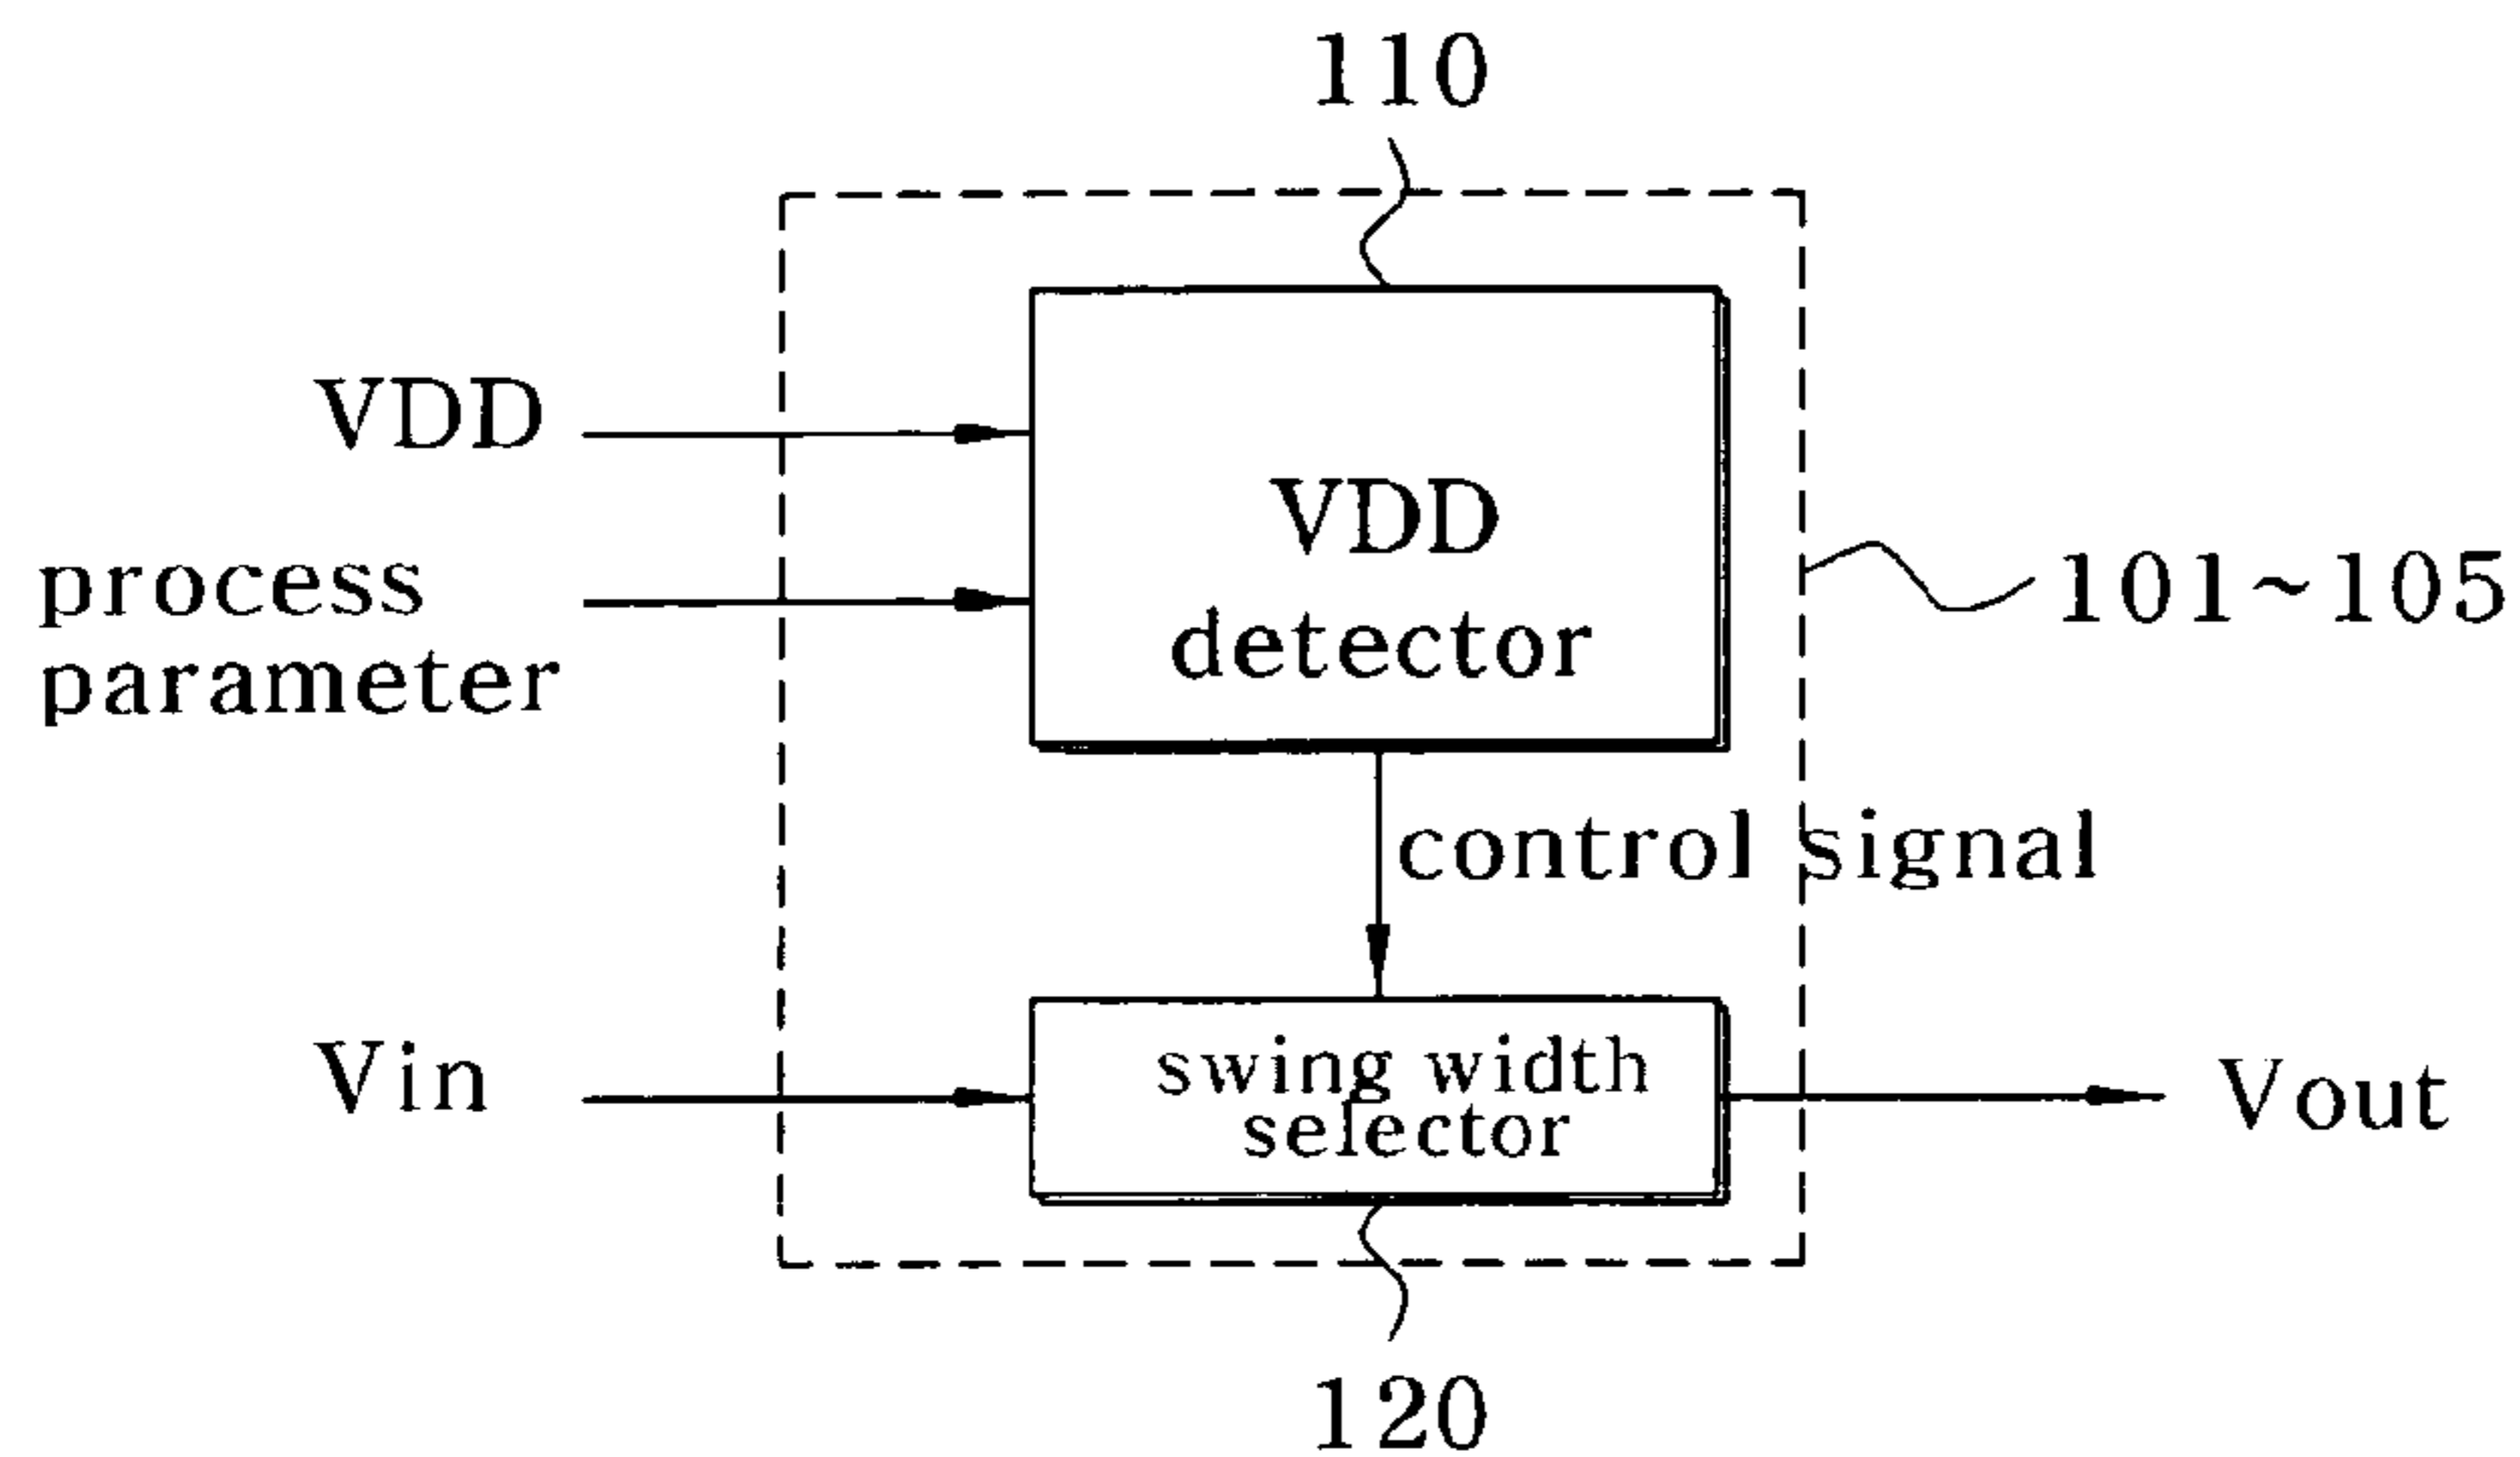 110
VDD
VDD
detector
process
parameter
101~105
control signal
Vin
swing width
selector
Vout
120